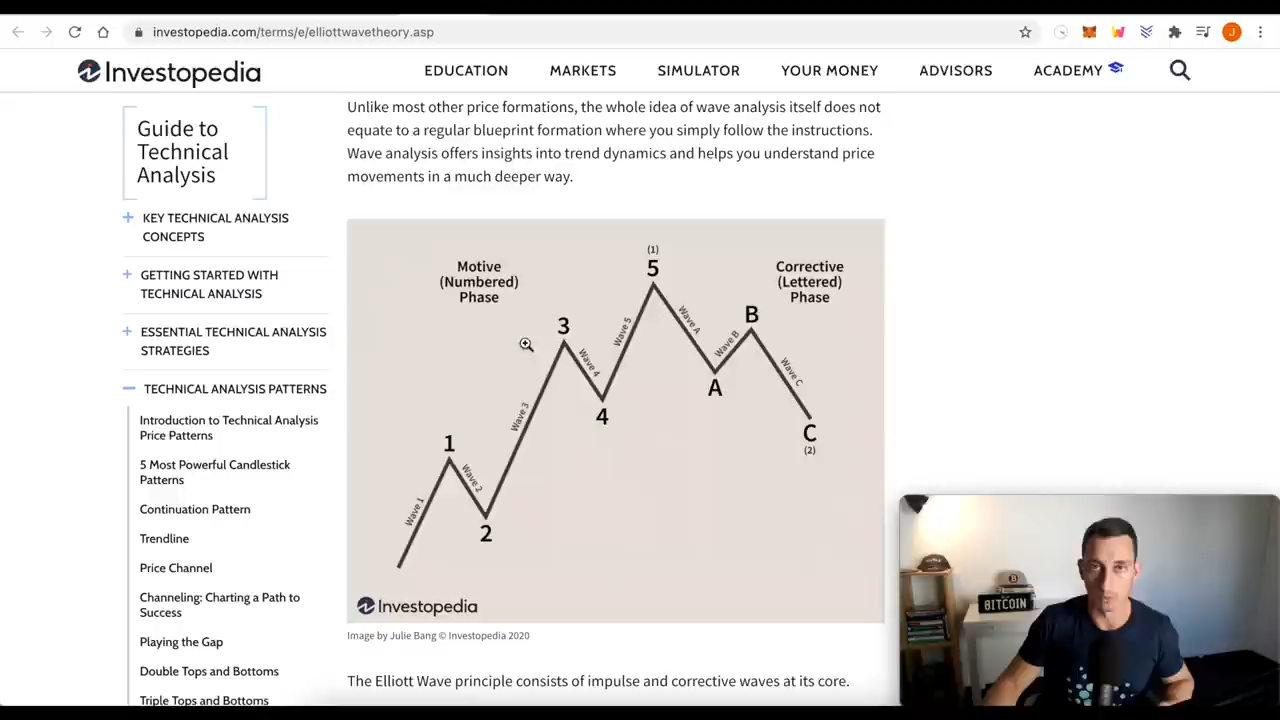 investopedia.com/terms/e/elliottwavetheory.asp
J
Investopedia
EDUCATION
MARKETS
SIMULATOR
YOUR MONEY
ADVISORS
ACADEMY
Guide to
Technical
Analysis
KEY TECHNICAL ANALYSIS
CONCEPTS
GETTING STARTED WITH
TECHNICAL ANALYSIS
ESSENTIAL TECHNICAL ANALYSIS
STRATEGIES
TECHNICAL ANALYSIS PATTERNS
Introduction to Technical Analysis
Price Patterns
5 Most Powerful Candlestick
Patterns
Continuation Pattern
Trendline
Price Channel
Channeling: Charting a Path to
Success
Playing the Gap
Double Tops and Bottoms
Triple Tops and Bottoms
Unlike most other price formations, the whole idea of wave analysis itself does not
equate to a regular blueprint formation where you simply follow the instructions.
Wave analysis offers insights into trend dynamics and helps you understand price
movements in a much deeper way.
Motive
(Numbered)
Phase
Corrective
(Lettered)
Phase
(1)
5
3
B
1
A
4
C
(2)
2
Wave 1
Wave 2
Wave 3
Wave 4
Wave 5
Wave A
Wave B
Wave C
Investopedia
Image by Julie Bang © Investopedia 2020
The Elliott Wave principle consists of impulse and corrective waves at its core.
BITCOIN